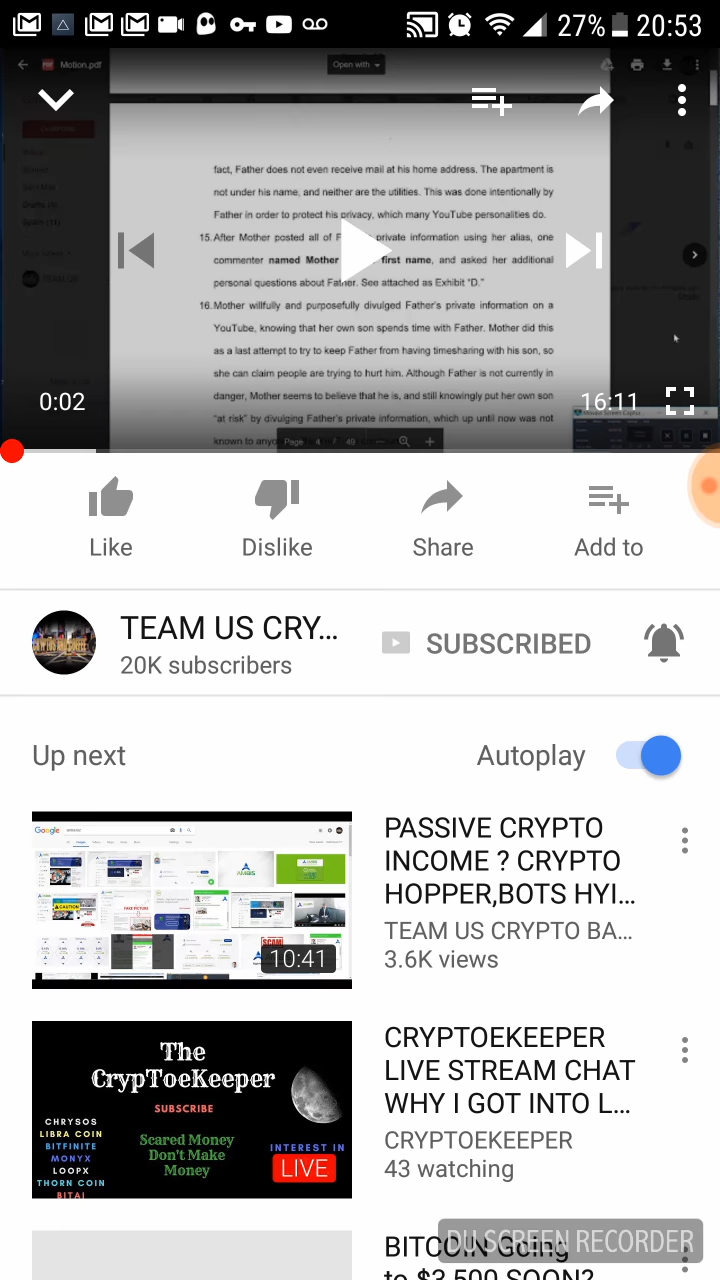 27% 20:53
Motion.pdf
Open with
fact, Father does not even receive mail at his home address. The apartment is
not under his name, and neither are the utilities. This was done intentionally by
Father in order to protect his privacy, which many YouTube personalities do.
15. After Mother posted all of private information using her alias, one
commenter named Mother first name, and asked her additional
personal questions about Father. See attached as Exhibit "D."
16. Mother willfully and purposefully divulged Father's private information on a
YouTube, knowing that her own son spends time with Father. Mother did this
as a last attempt to try to keep Father from having timesharing with his son, so
she can claim people are trying to hurt him. Although Father is not currently in
danger, Mother seems to believe that he is, and still knowingly put her own son
"at risk" by divulging Father's private information, which up until now was not
0:02 16:11
known to
Page 4 / 49
Like Dislike Share Add to
TEAM US CRY...
SUBSCRIBED
20K subscribers
Up next Autoplay
Google
CAUTION
10:41
PASSIVE CRYPTO
INCOME ? CRYPTO
HOPPER,BOTS HYI...
TEAM US CRYPTO BA...
3.6K views
The
CrypToeKeeper
SUBSCRIBE
CHRYSOS
LIBRA COIN
BITFINITE
MONYX
LOOPX
THORN COIN
BITAI
Scared Money
Don't Make
Money
INTEREST IN
LIVE
CRYPTOEKEEPER
LIVE STREAM CHAT
WHY I GOT INTO L...
CRYPTOEKEEPER
43 watching
BITCOIN Going
to $3,500 SOON?
DU SCREEN RECORDER